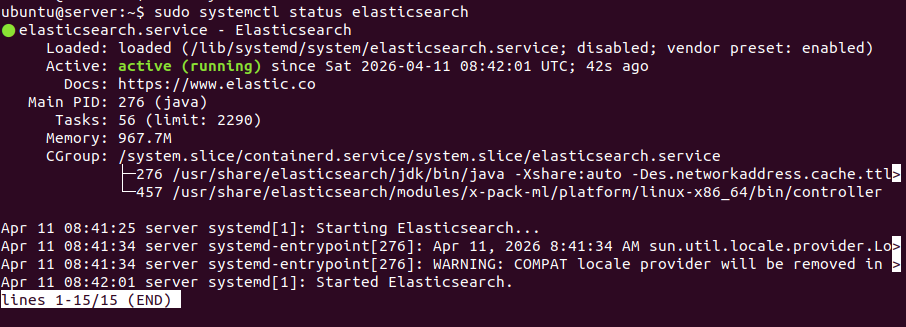 ubuntu@server:~$ sudo systemctl status elasticsearch
● elasticsearch.service - Elasticsearch
     Loaded: loaded (/lib/systemd/system/elasticsearch.service; disabled; vendor preset: enabled)
     Active: active (running) since Sat 2026-04-11 08:42:01 UTC; 42s ago
       Docs: https://www.elastic.co
   Main PID: 276 (java)
      Tasks: 56 (limit: 2290)
     Memory: 967.7M
     CGroup: /system.slice/containerd.service/system.slice/elasticsearch.service
             ├─276 /usr/share/elasticsearch/jdk/bin/java -Xshare:auto -Des.networkaddress.cache.ttl>
             └─457 /usr/share/elasticsearch/modules/x-pack-ml/platform/linux-x86_64/bin/controller

Apr 11 08:41:25 server systemd[1]: Starting Elasticsearch...
Apr 11 08:41:34 server systemd-entrypoint[276]: Apr 11, 2026 8:41:34 AM sun.util.locale.provider.Lo>
Apr 11 08:41:34 server systemd-entrypoint[276]: WARNING: COMPAT locale provider will be removed in >
Apr 11 08:42:01 server systemd[1]: Started Elasticsearch.
lines 1-15/15 (END)